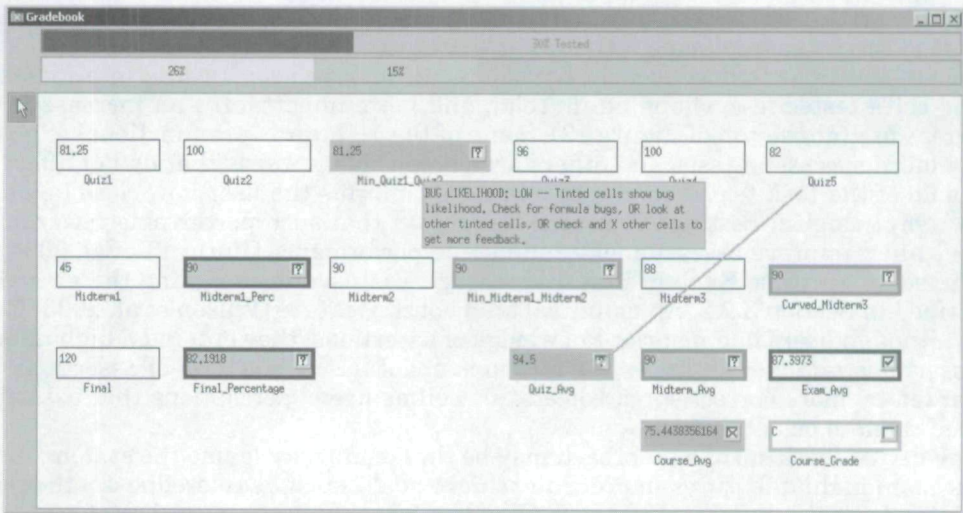 Gradebook
Tested
26% 15%
81,25 100 81,25 ? 96 100 82
Quiz1 Quiz2 Min_Quiz1_Quiz2 Quiz3 Quiz4 Quiz5
BUG LIKELIHOOD: LOW -- Tinted cells show bug
likelihood. Check for formula bugs, OR look at
other tinted cells, OR check and X other cells to
get more feedback.
45 90 ? 90 90 ? 88 90 ?
Midterm1 Midterm1_Perc Midterm2 Min_Midterm1_Midterm2 Midterm3 Curved_Midterm3
120 82,1918 ? 94.5 ? 90 ? 87,3973
Final Final_Percentage Quiz_Avg Midterm_Avg Exam_Avg
75.4438356164 C
Course_Avg Course_Grade